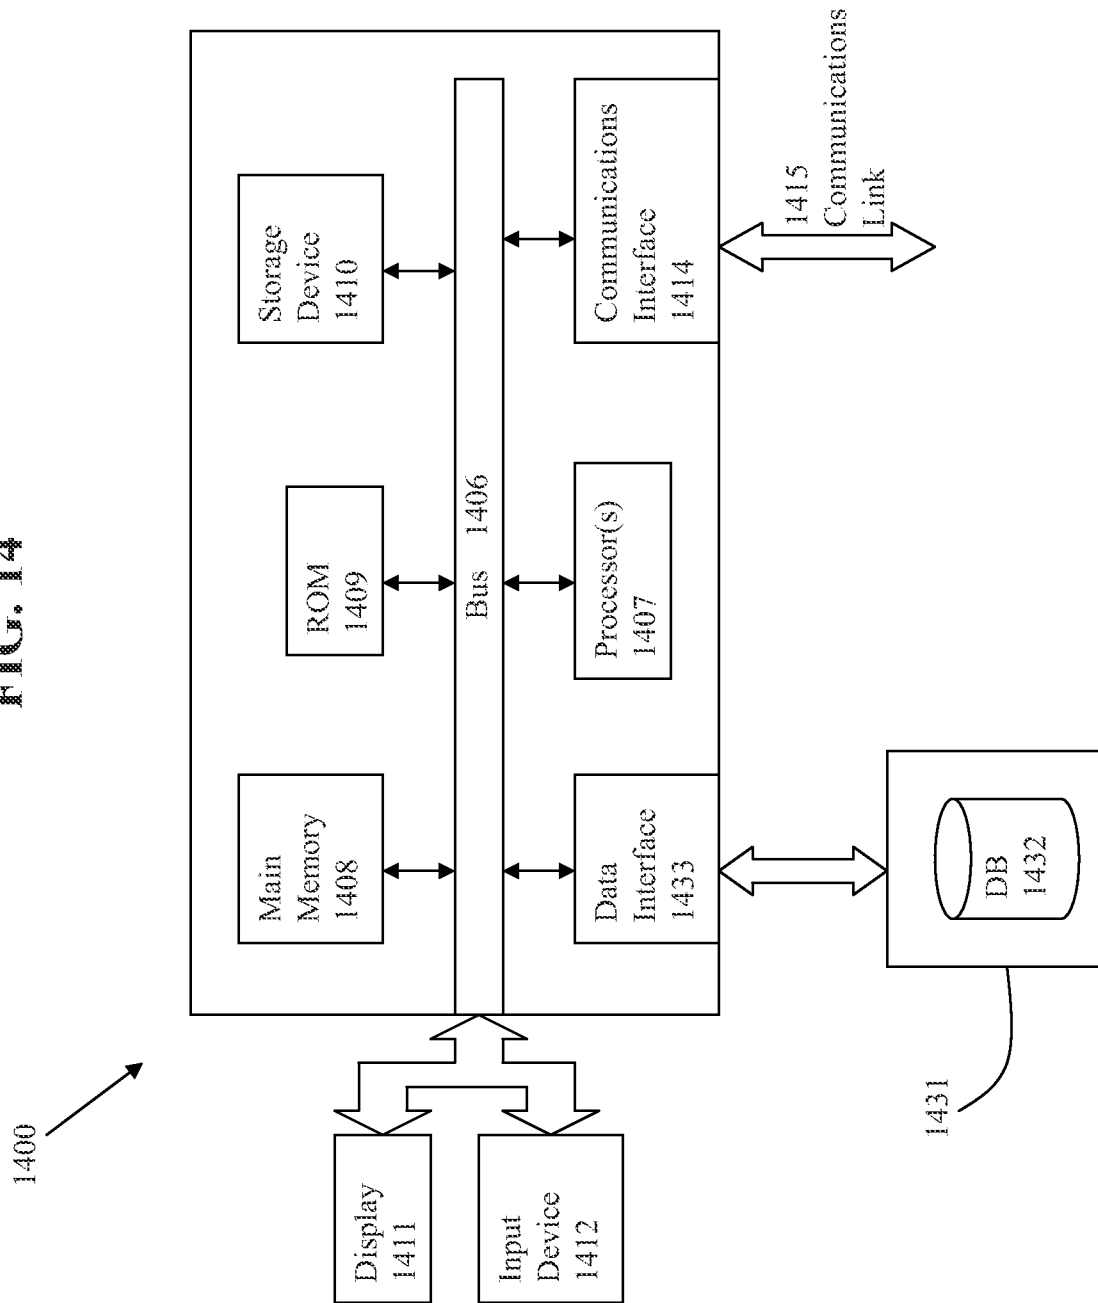 FIG. 14
1400
Display
1411
Input
Device
1412
Main
Memory
1408
ROM
1409
Storage
Device
1410
Bus 1406
Data
Interface
1433
Processor(s)
1407
Communications
Interface
1414
1415
Communications
Link
1431
DB
1432